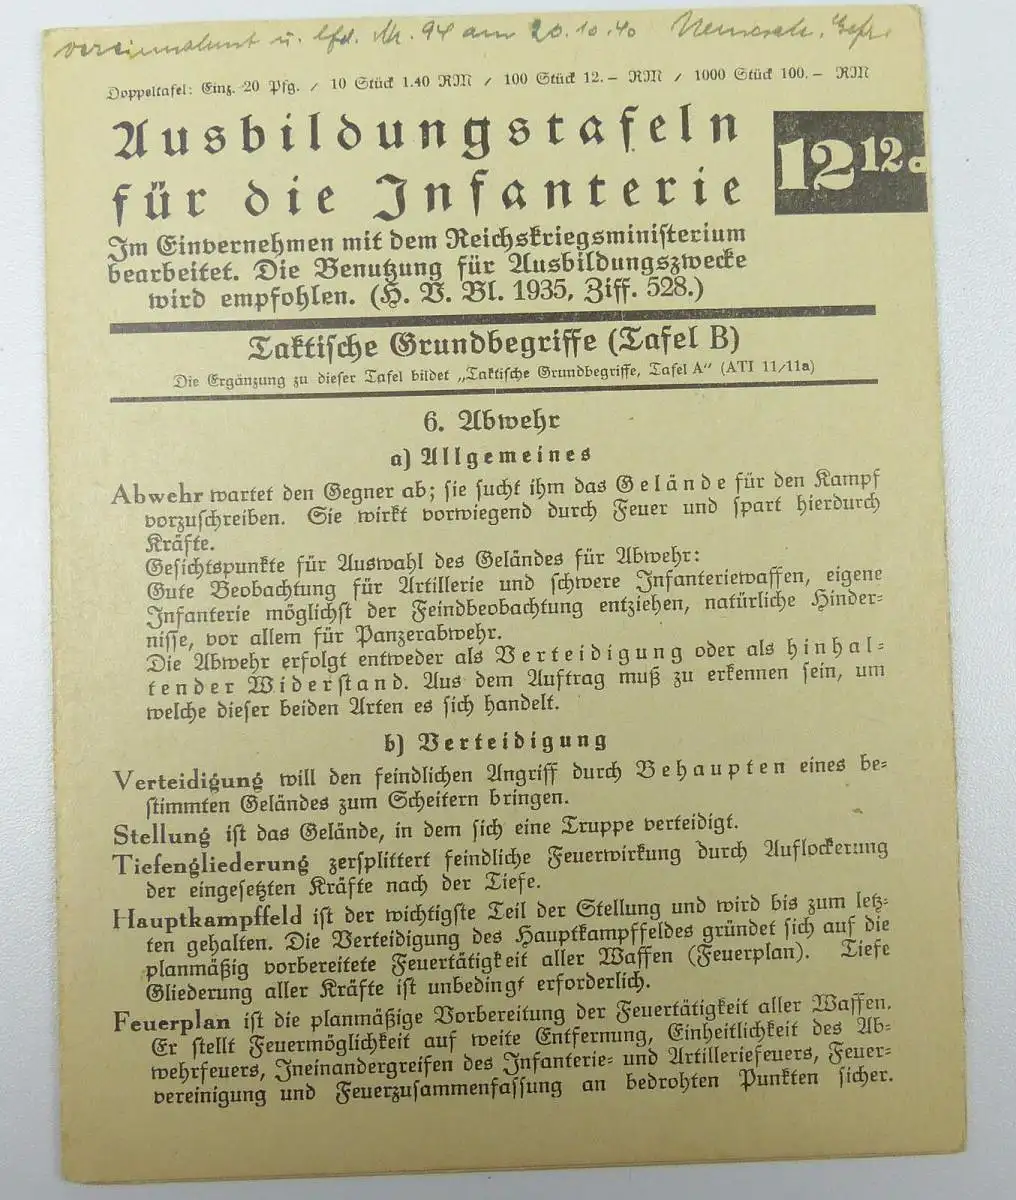 vereinnahmt u. lfd. Nr. 94 am 20.10.40
Doppeltafel: Einz. 20 Pfg. / 10 Stück 1.40 RM / 100 Stück 12.– RM / 1000 Stück 100.– RM
Ausbildungstafeln
für die Infanterie
12 12a
Im Einvernehmen mit dem Reichskriegsministerium
bearbeitet. Die Benutzung für Ausbildungszwecke
wird empfohlen. (H. V. Bl. 1935, Ziff. 528.)
Taktische Grundbegriffe (Tafel B)
Die Ergänzung zu dieser Tafel bildet „Taktische Grundbegriffe, Tafel A" (ATI 11/11a)
6. Abwehr
a) Allgemeines
Abwehr wartet den Gegner ab; sie sucht ihm das Gelände für den Kampf
vorzuschreiben. Sie wirkt vorwiegend durch Feuer und spart hierdurch
Kräfte.
Gesichtspunkte für Auswahl des Geländes für Abwehr:
Gute Beobachtung für Artillerie und schwere Infanteriewaffen, eigene
Infanterie möglichst der Feindbeobachtung entziehen, natürliche Hinder-
nisse, vor allem für Panzerabwehr.
Die Abwehr erfolgt entweder als Verteidigung oder als hinhal-
tender Widerstand. Aus dem Auftrag muß zu erkennen sein, um
welche dieser beiden Arten es sich handelt.
b) Verteidigung
Verteidigung will den feindlichen Angriff durch Behaupten eines be-
stimmten Geländes zum Scheitern bringen.
Stellung ist das Gelände, in dem sich eine Truppe verteidigt.
Tiefengliederung zersplittert feindliche Feuerwirkung durch Auflockerung
der eingesetzten Kräfte nach der Tiefe.
Hauptkampffeld ist der wichtigste Teil der Stellung und wird bis zum letz-
ten gehalten. Die Verteidigung des Hauptkampffeldes gründet sich auf die
planmäßig vorbereitete Feuertätigkeit aller Waffen (Feuerplan). Tiefe
Gliederung aller Kräfte ist unbedingt erforderlich.
Feuerplan ist die planmäßige Vorbereitung der Feuertätigkeit aller Waffen.
Er stellt Feuermöglichkeit auf weite Entfernung, Einheitlichkeit des Ab-
wehrfeuers, Ineinandergreifen des Infanterie- und Artilleriefeuers, Feuer-
vereinigung und Feuerzusammenfassung an bedrohten Punkten sicher.